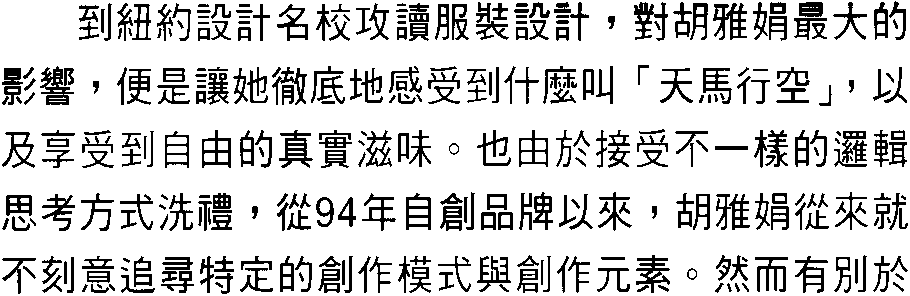 到紐約設計名校攻讀服裝設計，對胡雅娟最大的
影響，便是讓她徹底地感受到什麼叫「天馬行空」，以
及享受到自由的真實滋味。也由於接受不一樣的邏輯
思考方式洗禮，從94年自創品牌以來，胡雅娟從來就
不刻意追尋特定的創作模式與創作元素。然而有別於